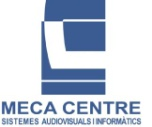 MECA CENTRE
SISTEMES AUDIOVISUALS I INFORMÀTICS